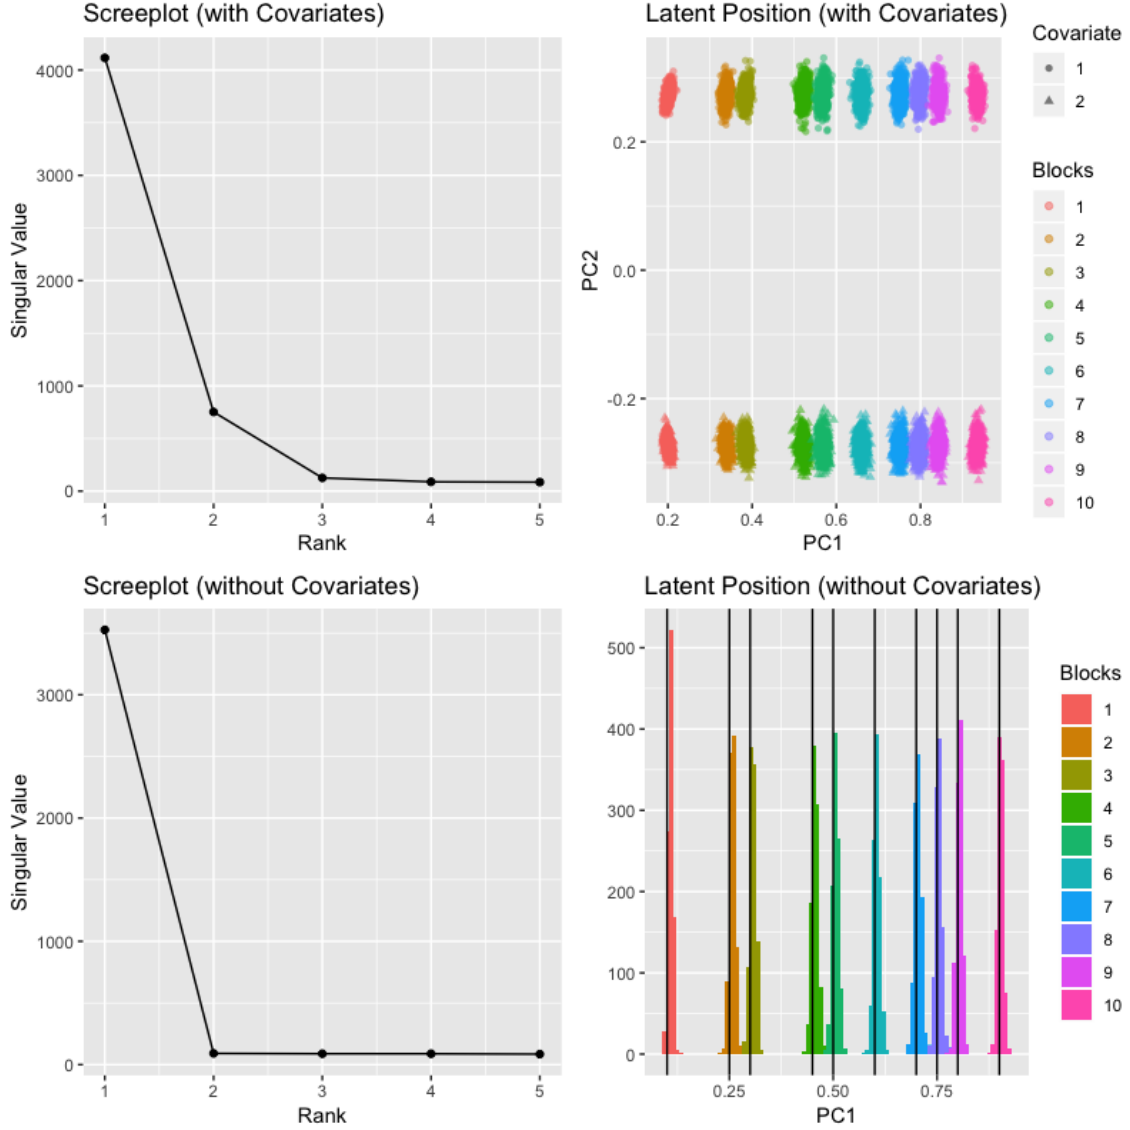 Screeplot (with Covariates)
4000
3000
2000
1000
0
Singular Value
1 2 3 4 5
Rank
Latent Position (with Covariates)
0.2
0.0
-0.2
PC2
0.2 0.4 0.6 0.8
PC1
Covariate
1
2
Blocks
1
2
3
4
5
6
7
8
9
10
Screeplot (without Covariates)
3000
2000
1000
0
Singular Value
1 2 3 4 5
Rank
Latent Position (without Covariates)
500
400
300
200
100
0
0.25 0.50 0.75
PC1
Blocks
1
2
3
4
5
6
7
8
9
10